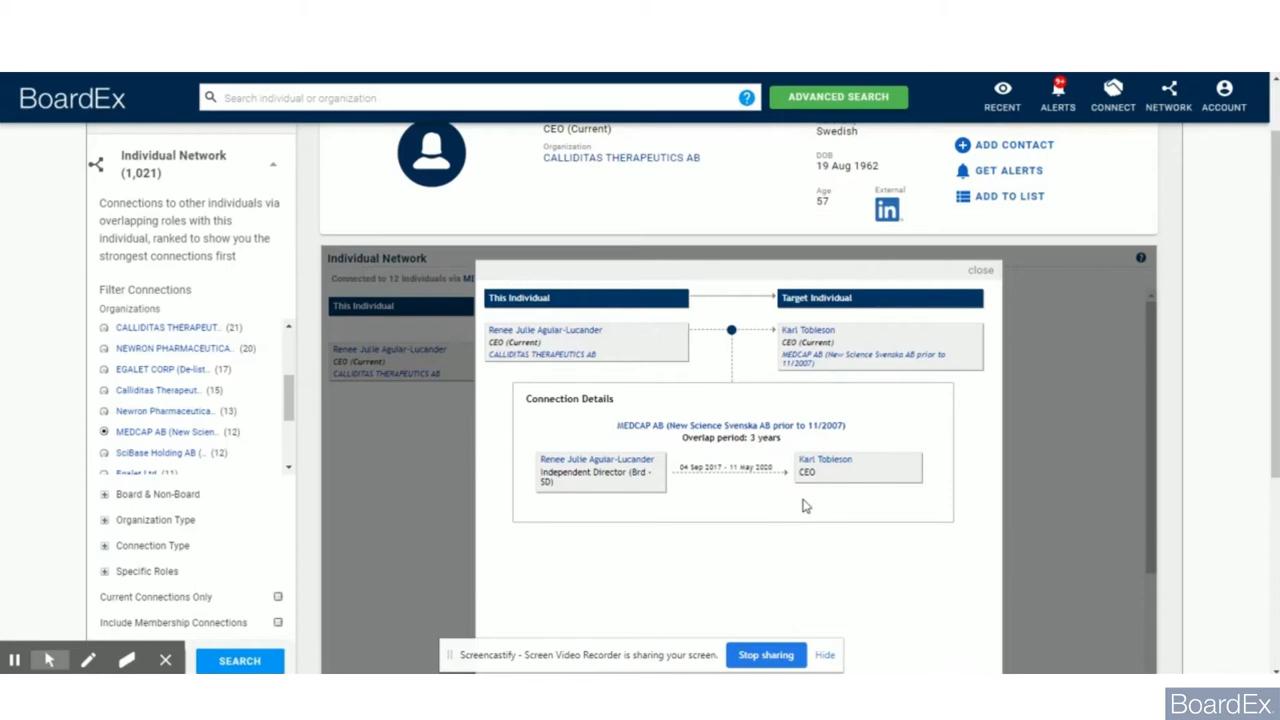 BoardEx
Search individual or organization
?
ADVANCED SEARCH
RECENT
9+
ALERTS
CONNECT
NETWORK
ACCOUNT
Individual Network
(1,021)
Connections to other individuals via
overlapping roles with this
individual, ranked to show you the
strongest connections first
Filter Connections
Organizations
CALLIDITAS THERAPEUT.. (21)
NEWRON PHARMACEUTICA.. (20)
EGALET CORP (De-list.. (17)
Calliditas Therapeut.. (15)
Newron Pharmaceutica.. (13)
MEDCAP AB (New Scien.. (12)
SciBase Holding AB (.. (12)
Egalet Ltd. (11)
Board & Non-Board
Organization Type
Connection Type
Specific Roles
Current Connections Only
Include Membership Connections
SEARCH
CEO (Current)
Organization
CALLIDITAS THERAPEUTICS AB
Swedish
DOB
19 Aug 1962
Age
57
External
in
ADD CONTACT
GET ALERTS
ADD TO LIST
Individual Network
?
Connected to 12 individuals via ME
This Individual
Renee Julie Aguiar-Lucander
CEO (Current)
CALLIDITAS THERAPEUTICS AB
close
This Individual
Target Individual
Renee Julie Aguiar-Lucander
CEO (Current)
CALLIDITAS THERAPEUTICS AB
Karl Tobieson
CEO (Current)
MEDCAP AB (New Science Svenska AB prior to
11/2007)
Connection Details
MEDCAP AB (New Science Svenska AB prior to 11/2007)
Overlap period: 3 years
Renee Julie Aguiar-Lucander
Independent Director (Brd -
SD)
04 Sep 2017 - 11 May 2020
Karl Tobieson
CEO
Screencastify - Screen Video Recorder is sharing your screen.
Stop sharing
Hide
BoardEx